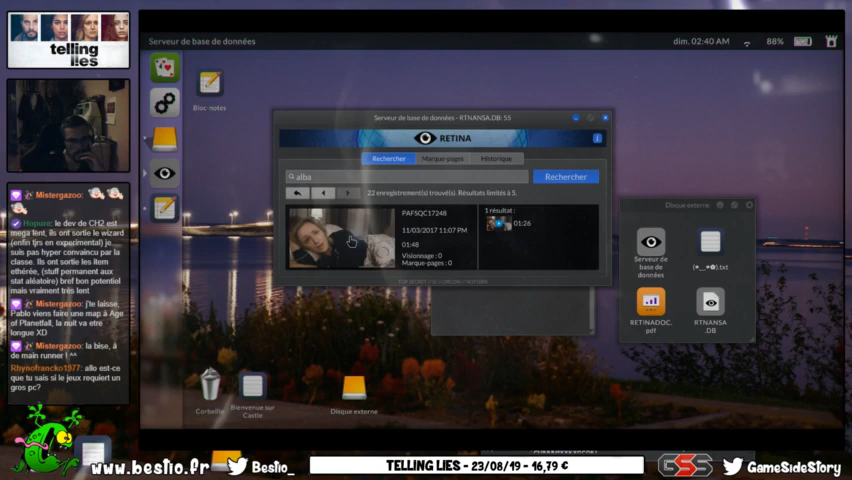 telling
lies
Serveur de base de données
dim. 02:40 AM
88%
Bloc-notes
Serveur de base de données - RTNANSA.DB: 55
RETINA
i
Rechercher
Marque-pages
Historique
alba
Rechercher
22 enregistrement(s) trouvé(s). Résultats limités à 5.
PAFSQC17248
11/03/2017 11:07 PM
01:48
Visionnage : 0
Marque-pages : 0
1 résultat :
01:26
Disque externe
Serveur de
base de
données
RETINADOC.
pdf
RTNANSA
.DB
Corbeille
Bienvenue sur
Castle
Disque externe
Mistergazoo:
Hopuro: le dev de CH2 est
mega lent, ils ont sortie le wizard
(enfin tjrs en experimental) je
suis pas hyper convaincu par la
classe. Ils ont sorties les item
ethérée, (stuff permanent aux
stat aléatoire) bref bon potentiel
mais vraiment très lent
Mistergazoo: j'te laisse,
Pablo viens faire une map à Age
of Planetfall, la nuit va etre
longue XD
Mistergazoo: la bise, à
de main runner ! ^^
Rhynofrancko1977: allo est-ce
que tu sais si le jeux requiert un
gros pc?
www.bestio.fr
Bestio_
TELLING LIES - 23/08/19 - 16,79 €
GSS
GameSideStory